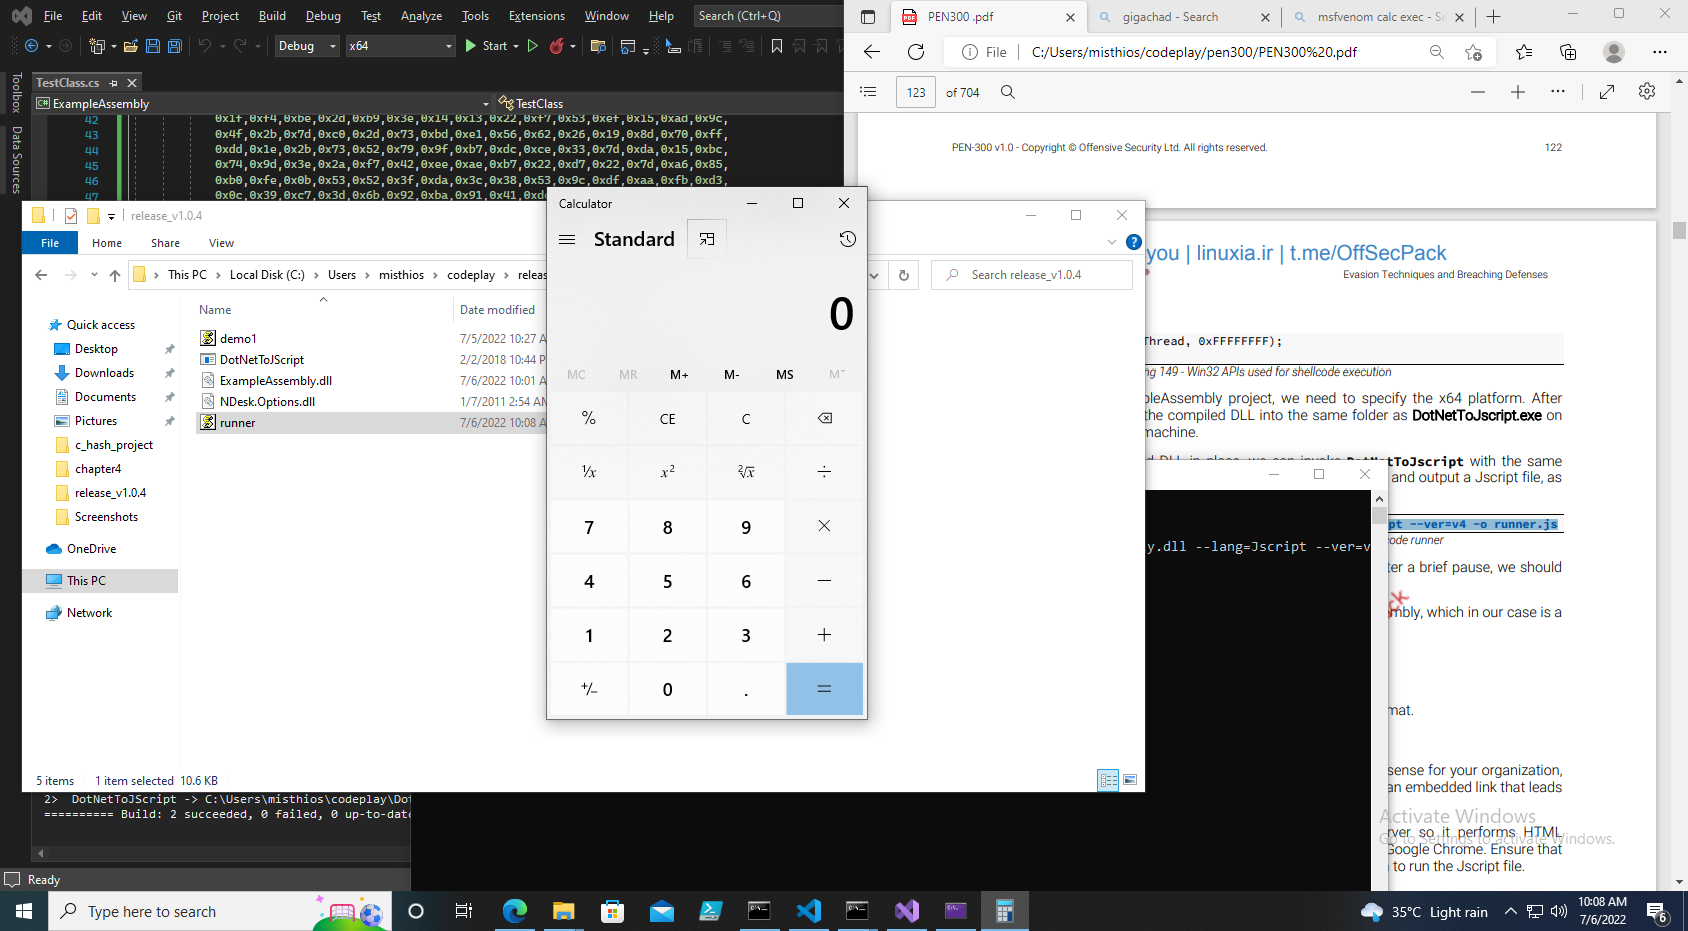 File Edit View Git Project Build Debug Test Analyze Tools Extensions Window Help Search (Ctrl+Q)
Debug x64 Start
Toolbox
Data Sources
TestClass.cs
C# ExampleAssembly TestClass
42 0x1f,0xf4,0xbe,0x2d,0xb9,0x3e,0x14,0x13,0x22,0xf7,0x53,0xef,0x15,0xad,0x9c,
43 0x4f,0x2b,0x7d,0xc0,0x2d,0x73,0xbd,0xe1,0x56,0x62,0x26,0x19,0x8d,0x70,0xff,
44 0xdd,0x1e,0x2b,0x73,0x52,0x79,0x9f,0xb7,0xdc,0xce,0x33,0x7d,0xda,0x15,0xbc,
45 0x74,0x9d,0x3e,0x2a,0xf7,0x42,0xee,0xae,0xb7,0x22,0xd7,0x22,0x7d,0xa6,0x85,
46 0xb0,0xfe,0x0b,0x53,0x52,0x3f,0xda,0x3c,0x38,0x53,0x9c,0xdf,0xaa,0xfb,0xd3,
47 0x0c,0x39,0xc7,0x3d,0x6b,0x92,0xba,0x91,0x41,0xd
PEN300 .pdf gigachad - Search msfvenom calc exec - Se
File C:/Users/misthios/codeplay/pen300/PEN300%20.pdf
123 of 704
PEN-300 v1.0 - Copyright © Offensive Security Ltd. All rights reserved. 122
you | linuxia.ir | t.me/OffSecPack
Evasion Techniques and Breaching Defenses
Thread, 0xFFFFFFFF);
ng 149 - Win32 APIs used for shellcode execution
pleAssembly project, we need to specify the x64 platform. After
the compiled DLL into the same folder as DotNetToJscript.exe on
machine.
DLL in place, we can invoke DotNetToJscript with the same
and output a Jscript file, as
pt --ver=v4 -o runner.js
code runner
ter a brief pause, we should
embly, which in our case is a
mat.
sense for your organization,
an embedded link that leads
rver so it performs HTML
Google Chrome. Ensure that
to run the Jscript file.
Activate Windows
Go to Settings to activate Windows.
release_v1.0.4
File Home Share View
This PC Local Disk (C:) Users misthios codeplay releas
Search release_v1.0.4
Name Date modified
Quick access
Desktop
Downloads
Documents
Pictures
c_hash_project
chapter4
release_v1.0.4
Screenshots
OneDrive
This PC
Network
demo1 7/5/2022 10:27 A
DotNetToJScript 2/2/2018 10:44 P
ExampleAssembly.dll 7/6/2022 10:01 A
NDesk.Options.dll 1/7/2011 2:54 AN
runner 7/6/2022 10:08 A
5 items 1 item selected 10.6 KB
Calculator
Standard
0
MC MR M+ M- MS M˅
% CE C
¹/x x² ²√x ÷
7 8 9 ×
4 5 6 −
1 2 3 +
+/− 0 . =
y.dll --lang=Jscript --ver=v
2> DotNetToJScript -> C:\Users\misthios\codeplay\Dot
========== Build: 2 succeeded, 0 failed, 0 up-to-date
Ready
Type here to search
35°C Light rain
10:08 AM
7/6/2022
6